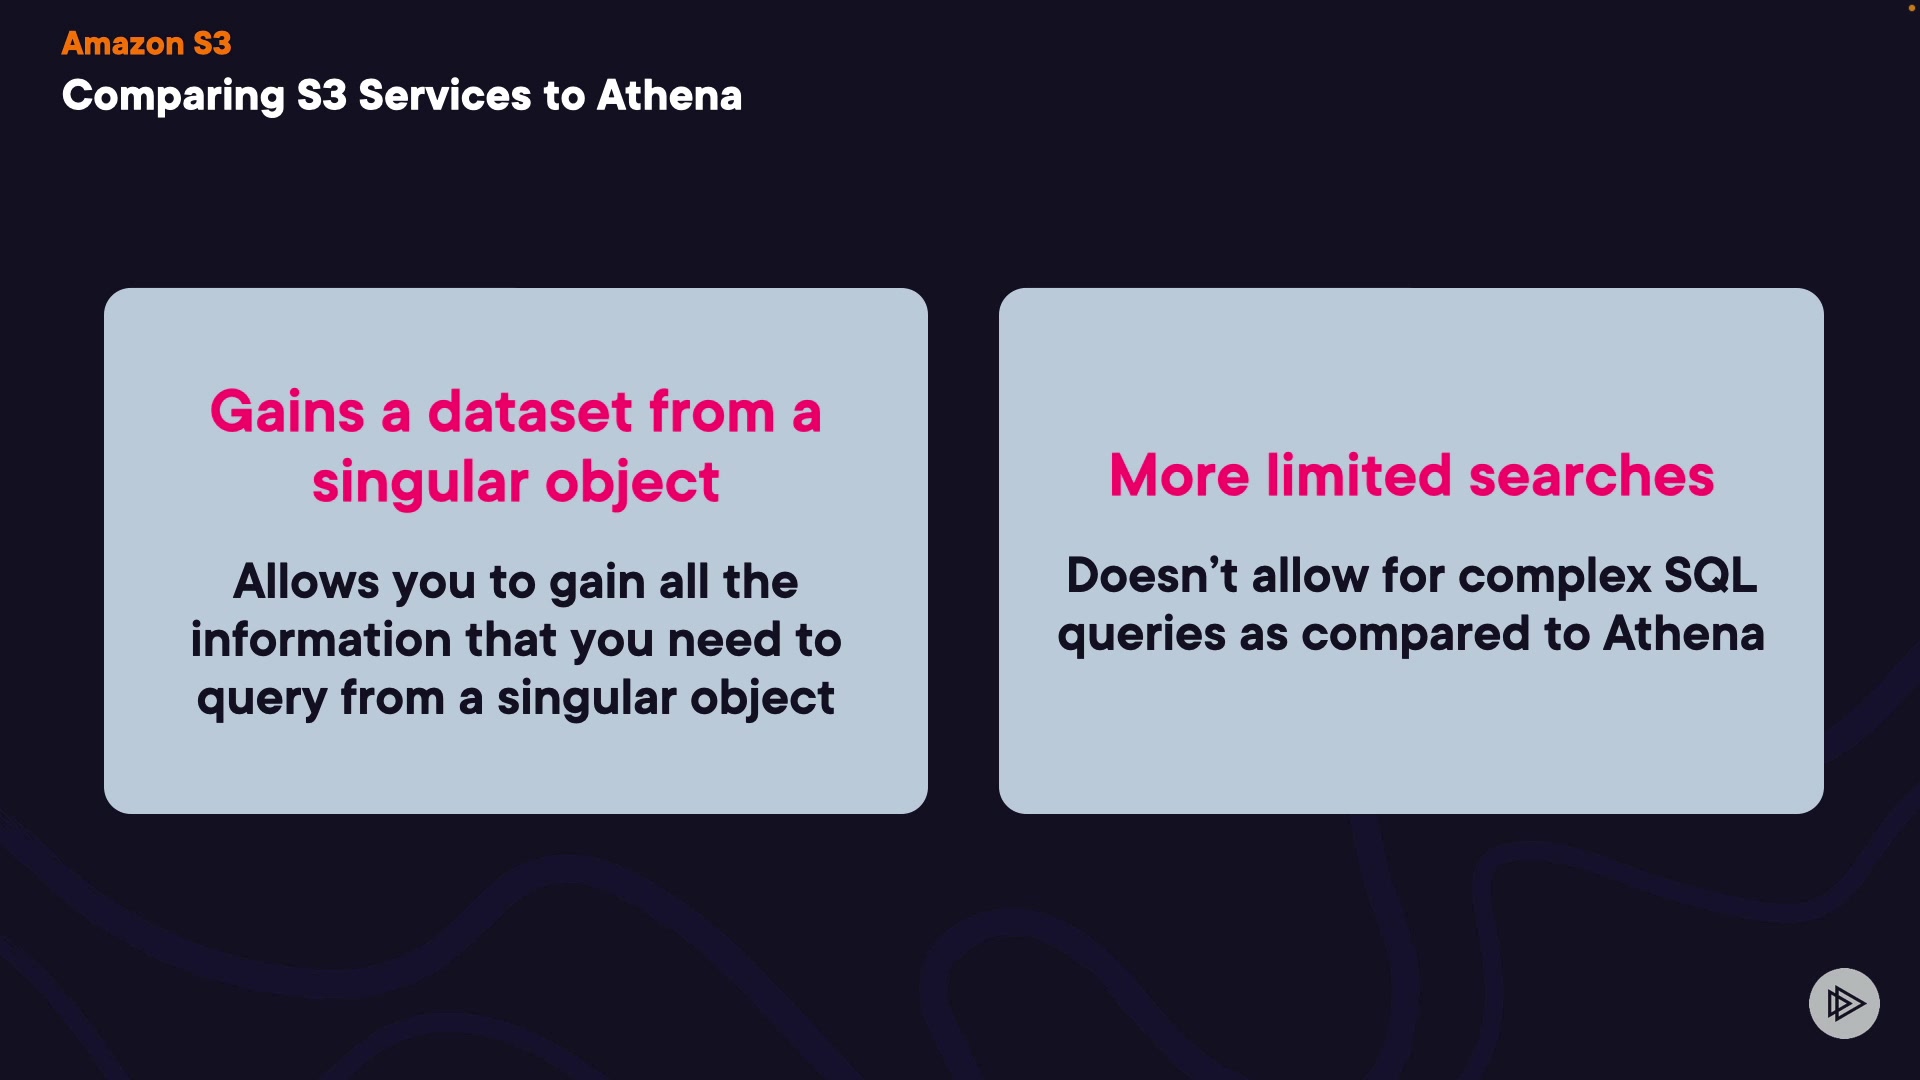 Amazon S3
Comparing S3 Services to Athena
Gains a dataset from a
singular object
Allows you to gain all the
information that you need to
query from a singular object
More limited searches
Doesn’t allow for complex SQL
queries as compared to Athena